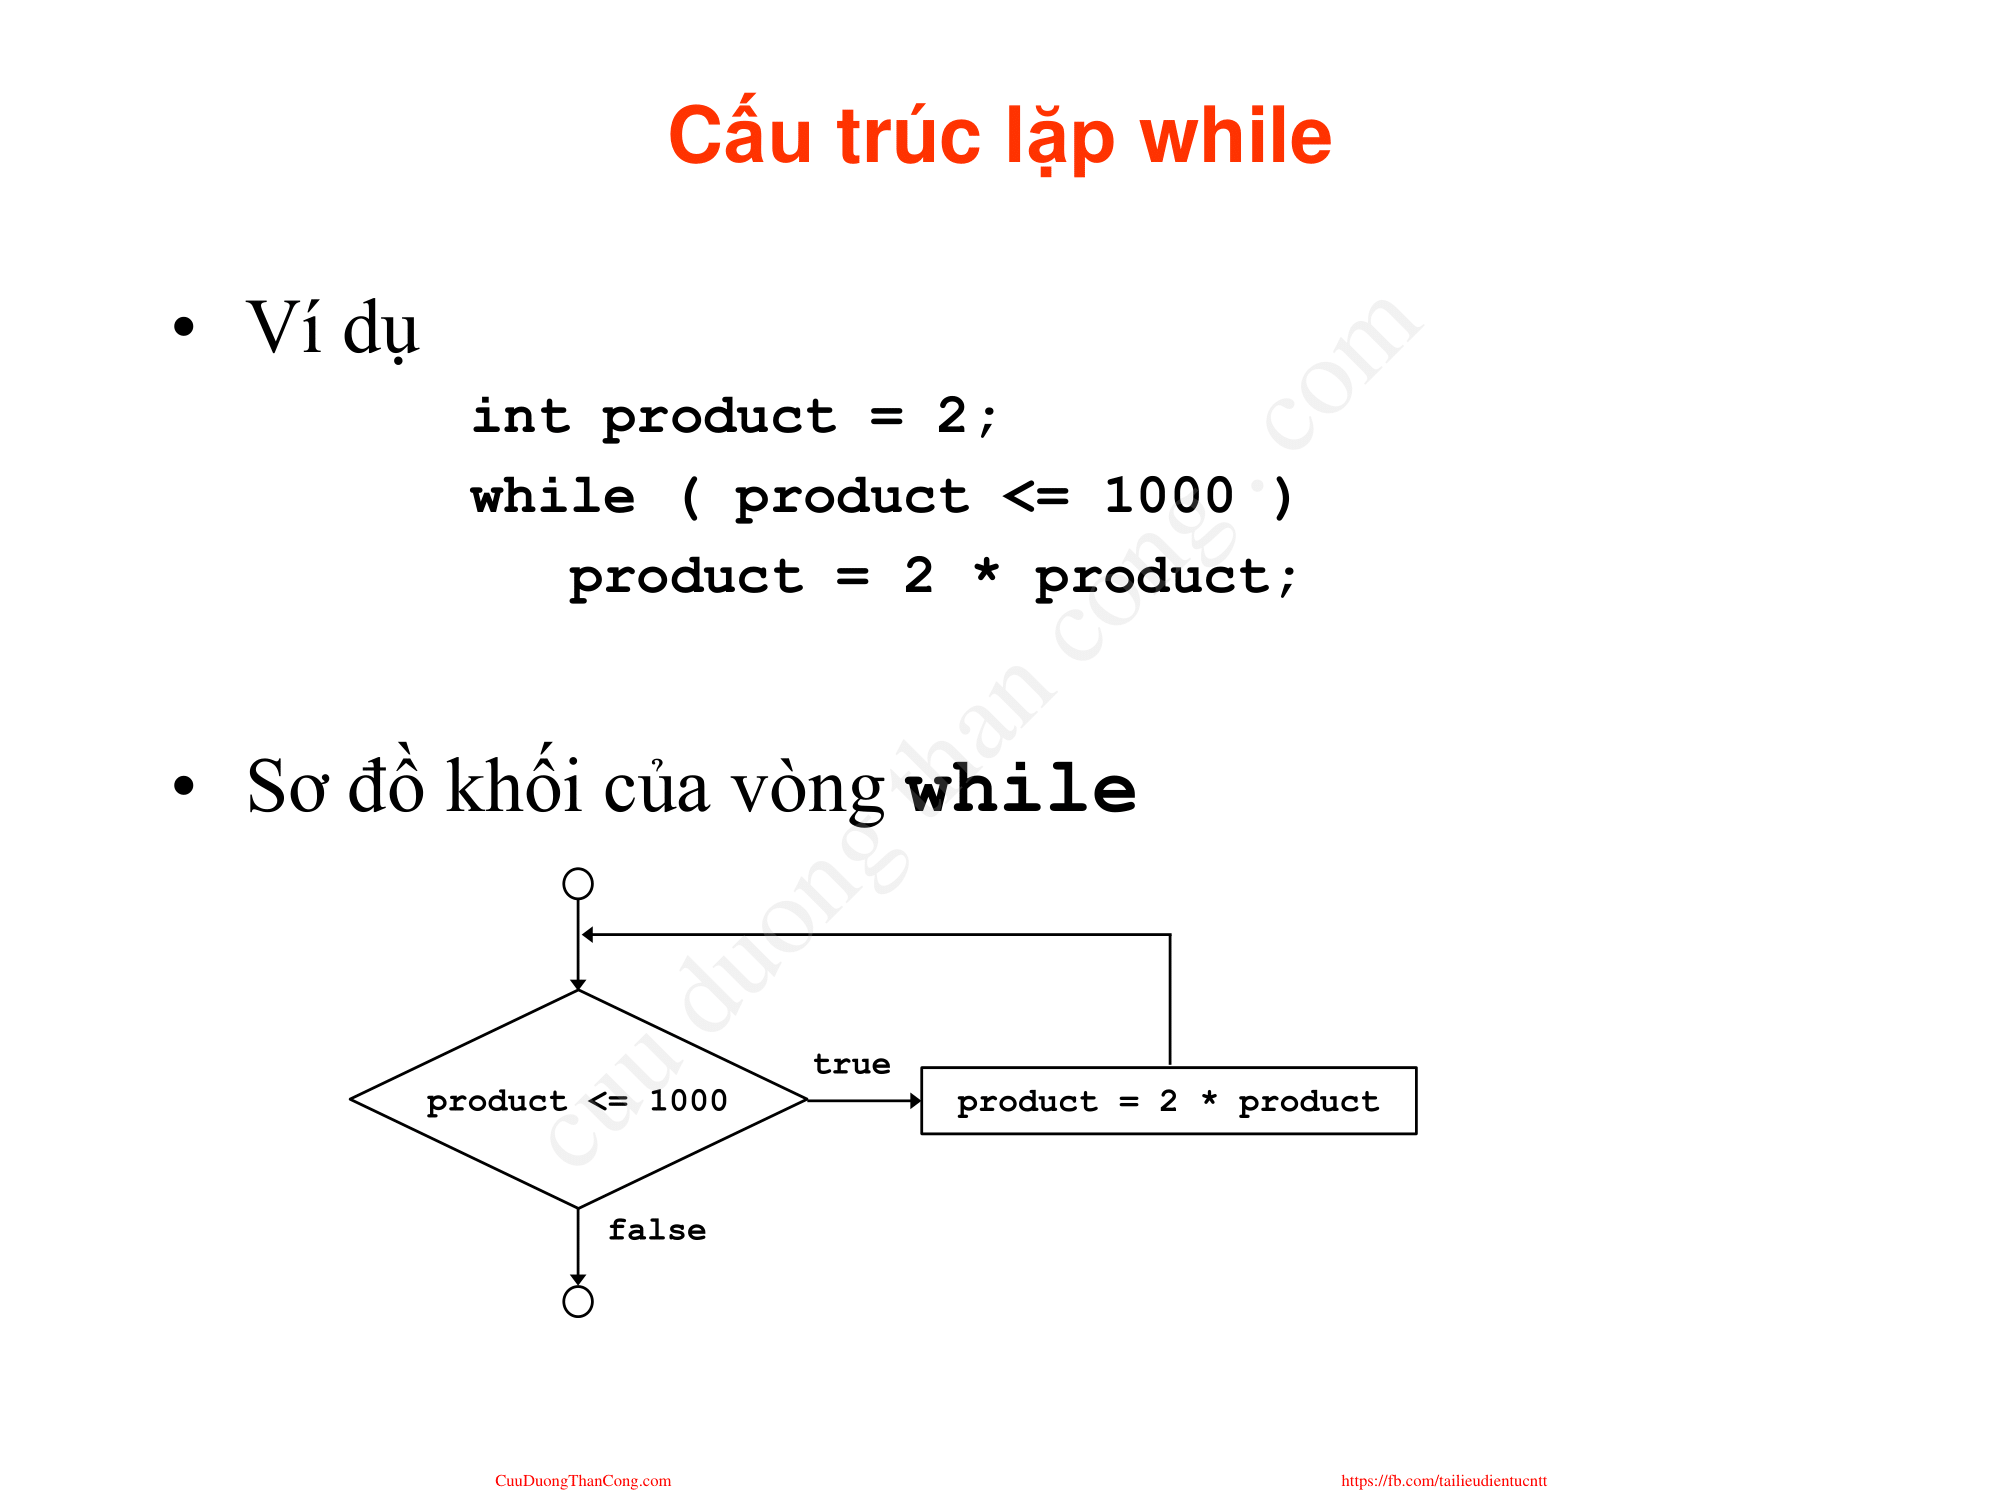 Cấu trúc lặp while
• Ví dụ
int product = 2;
while ( product <= 1000 )
product = 2 * product;
• Sơ đồ khối của vòng while
true
product <= 1000
product = 2 * product
false
cuu duong than cong . com
CuuDuongThanCong.com
https://fb.com/tailieudientucntt